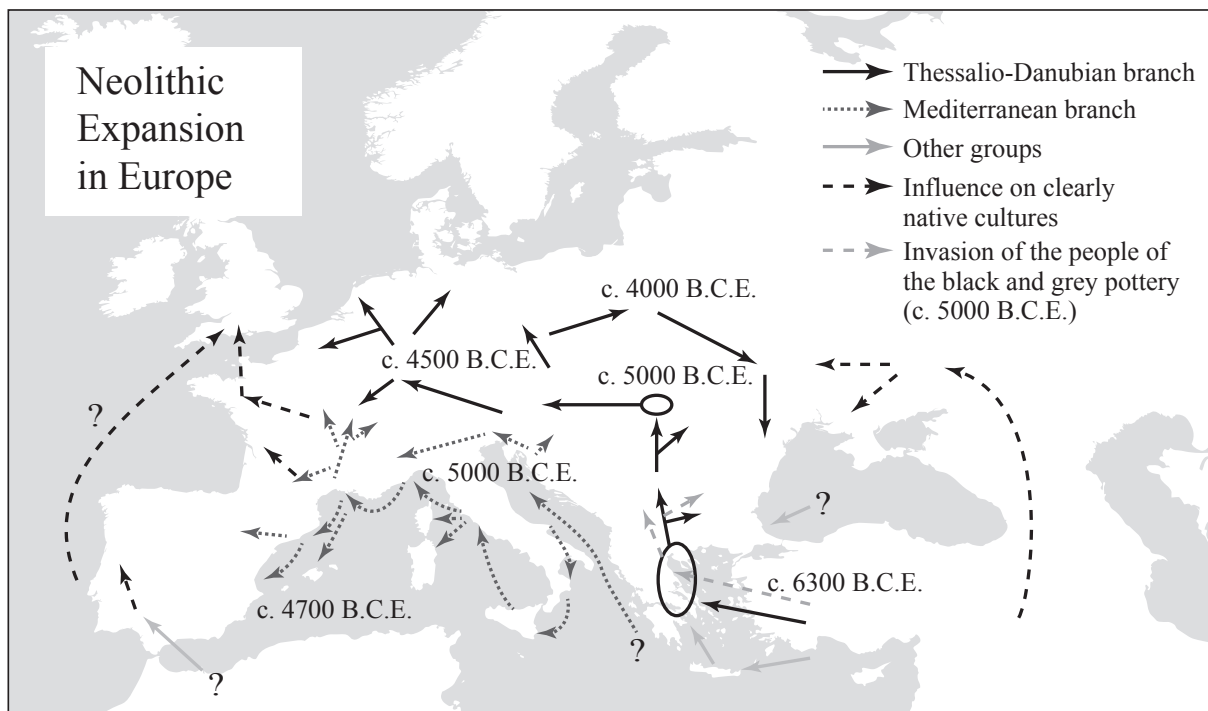 Neolithic
Expansion
in Europe
Thessalio-Danubian branch
Mediterranean branch
Other groups
Influence on clearly
native cultures
Invasion of the people of
the black and grey pottery
(c. 5000 B.C.E.)
c. 4000 B.C.E.
c. 4500 B.C.E.
c. 5000 B.C.E.
?
c. 5000 B.C.E.
?
c. 6300 B.C.E.
c. 4700 B.C.E.
?
?